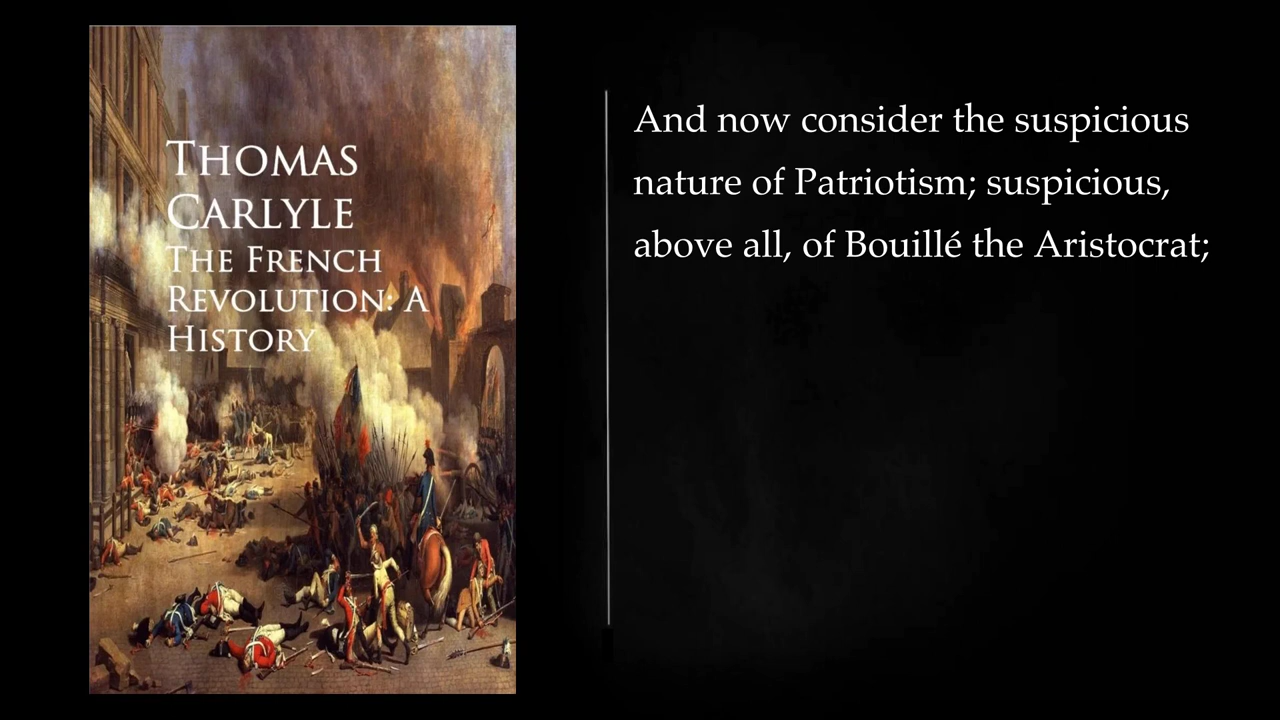 THOMAS
CARLYLE
THE FRENCH
REVOLUTION: A
HISTORY
And now consider the suspicious
nature of Patriotism; suspicious,
above all, of Bouillé the Aristocrat;